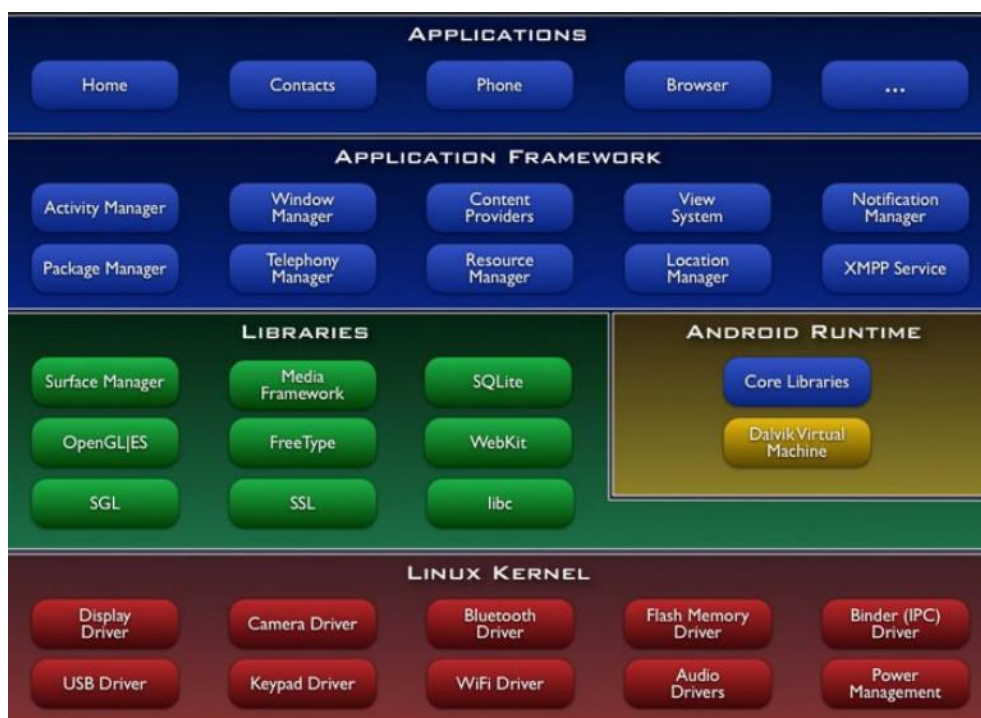 APPLICATIONS
Home
Contacts
Phone
Browser
...
APPLICATION FRAMEWORK
Activity Manager
Window
Manager
Content
Providers
View
System
Notification
Manager
Package Manager
Telephony
Manager
Resource
Manager
Location
Manager
XMPP Service
LIBRARIES
Surface Manager
Media
Framework
SQLite
OpenGL|ES
FreeType
WebKit
SGL
SSL
libc
ANDROID RUNTIME
Core Libraries
Dalvik Virtual
Machine
LINUX KERNEL
Display
Driver
Camera Driver
Bluetooth
Driver
Flash Memory
Driver
Binder (IPC)
Driver
USB Driver
Keypad Driver
WiFi Driver
Audio
Drivers
Power
Management